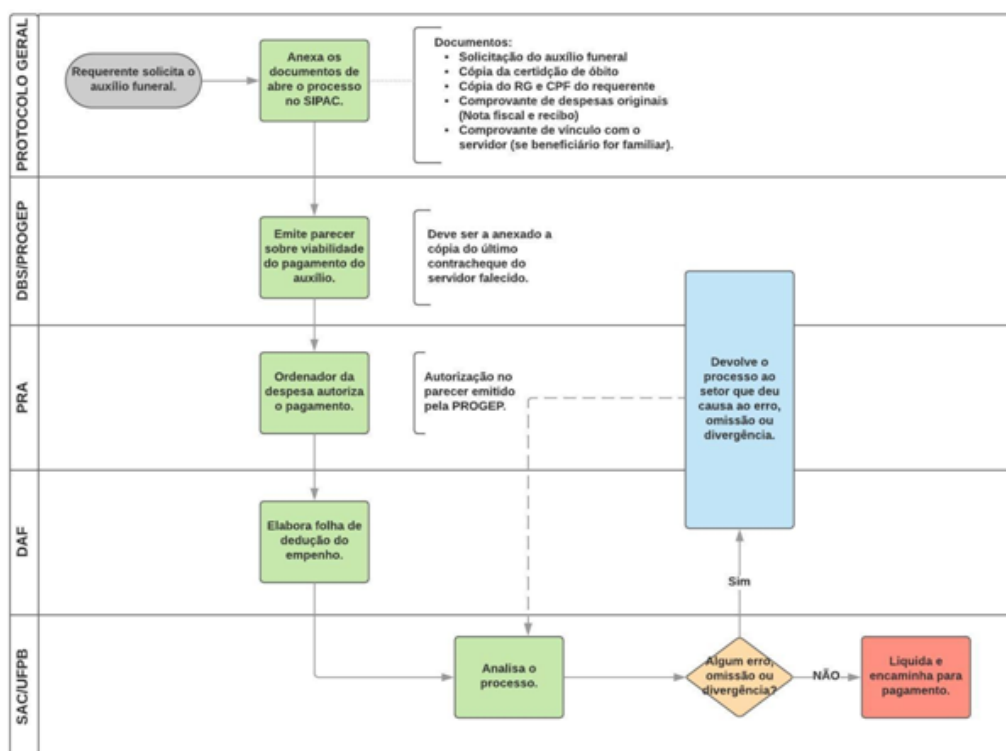 PROTOCOLO GERAL
Requerente solicita o
auxílio funeral.
Anexa os
documentos de
abre o processo
no SIPAC.
Documentos:
▪ Solicitação do auxílio funeral
▪ Cópia da certidção de óbito
▪ Cópia do RG e CPF do requerente
▪ Comprovante de despesas originais
(Nota fiscal e recibo)
▪ Comprovante de vínculo com o
servidor (se beneficiário for familiar).
DBS/PROGEP
Emite parecer
sobre viabilidade
do pagamento do
auxílio.
Deve ser a anexado a
cópia do último
contracheque do
servidor falecido.
PRA
Ordenador da
despesa autoriza
o pagamento.
Autorização no
parecer emitido
pela PROGEP.
Devolve o
processo ao
setor que deu
causa ao erro,
omissão ou
divergência.
DAF
Elabora folha de
dedução do
empenho.
Sim
SAC/UFPB
Analisa o
processo.
Algum erro,
omissão ou
divergência?
NÃO
Liquida e
encaminha para
pagamento.